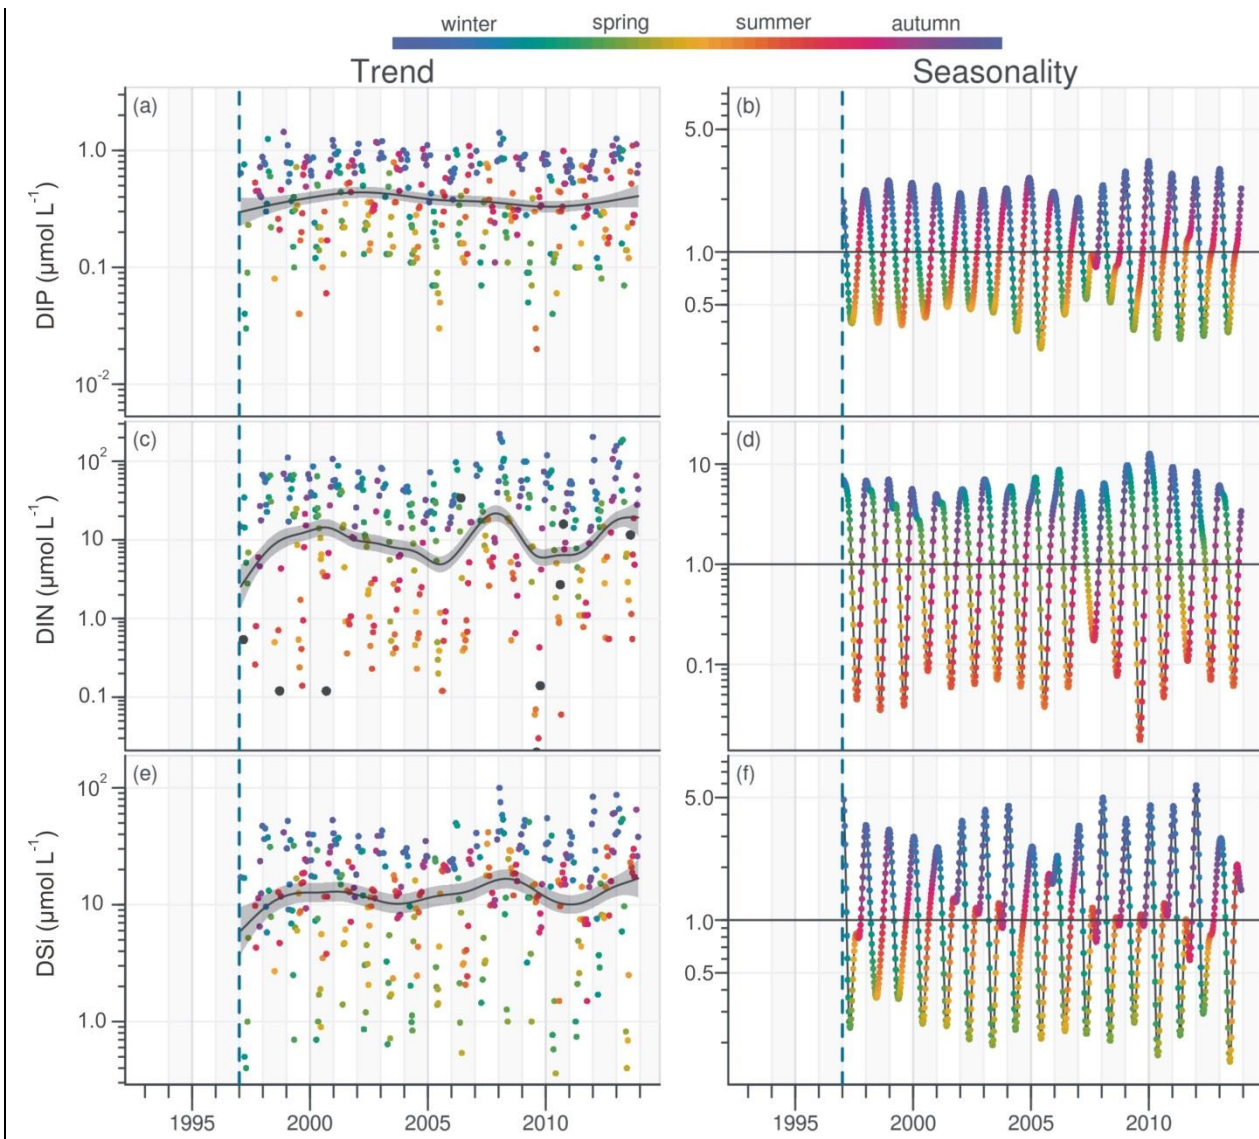 winter spring summer autumn
Trend Seasonality
(a) (b)
DIP (µmol L⁻¹)
1.0
0.1
10⁻²
5.0
1.0
0.5
(c) (d)
DIN (µmol L⁻¹)
10²
10
1.0
0.1
10
1.0
0.1
(e) (f)
DSi (µmol L⁻¹)
10²
10
1.0
5.0
1.0
0.5
1995 2000 2005 2010 1995 2000 2005 2010